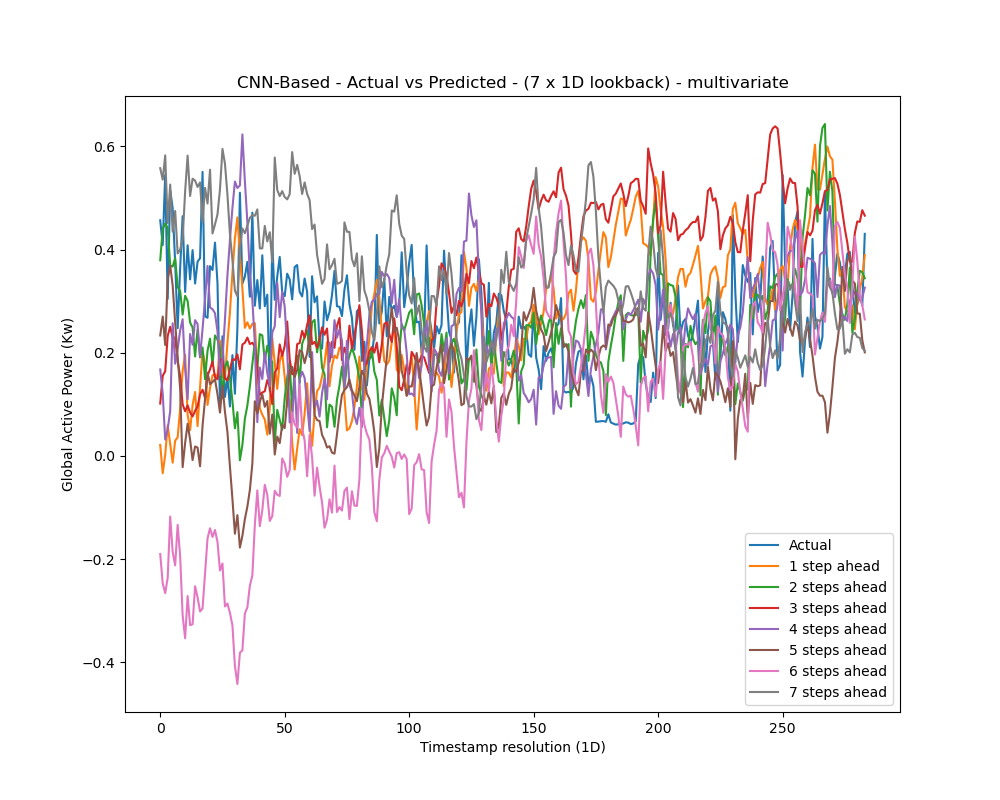 CNN-Based - Actual vs Predicted - (7 x 1D lookback) - multivariate
Global Active Power (Kw)
0.6
0.4
0.2
0.0
−0.2
−0.4
0
50
100
150
200
250
Timestamp resolution (1D)
Actual
1 step ahead
2 steps ahead
3 steps ahead
4 steps ahead
5 steps ahead
6 steps ahead
7 steps ahead